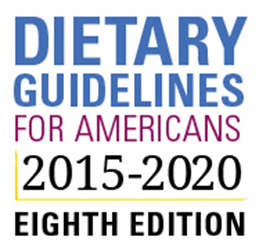 DIETARY
GUIDELINES
FOR AMERICANS
2015-2020
EIGHTH EDITION